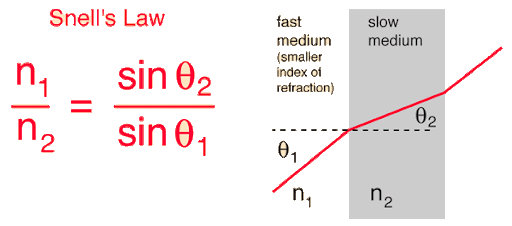 Snell's Law
n₁
n₂
=
sin θ₂
sin θ₁
fast
medium
(smaller
index of
refraction)
slow
medium
θ₁
θ₂
n₁
n₂